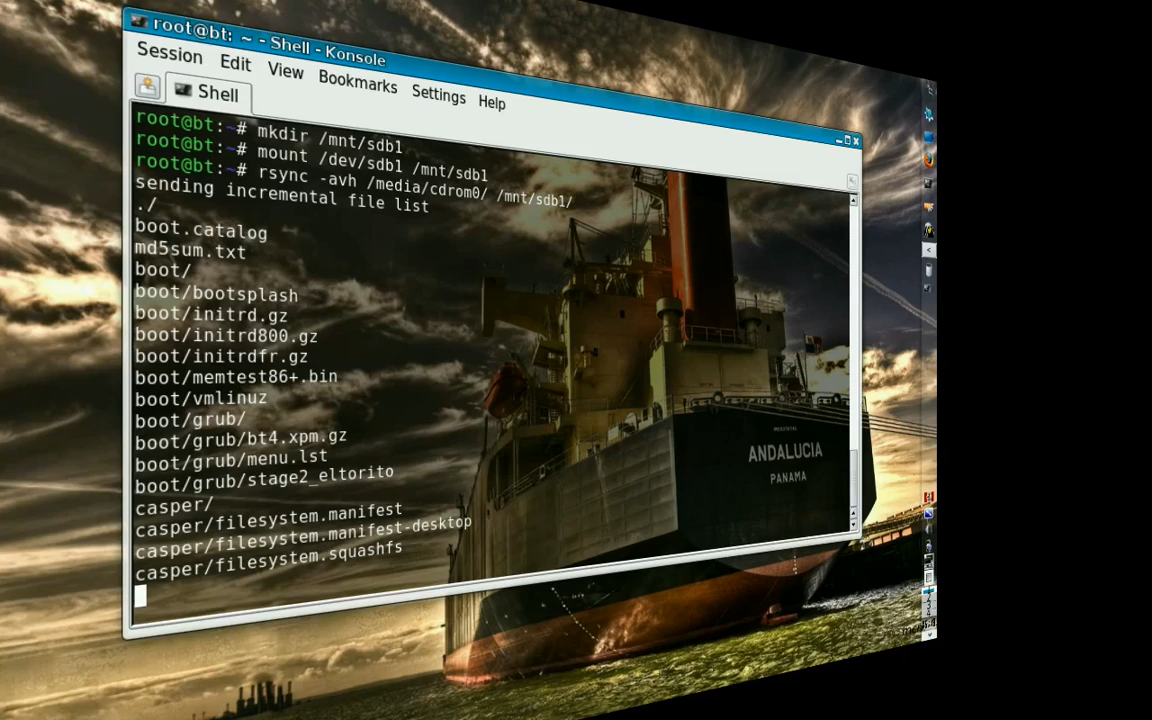 root@bt: ~ - Shell - Konsole
Session Edit View Bookmarks Settings Help
Shell
root@bt:~# mkdir /mnt/sdb1
root@bt:~# mount /dev/sdb1 /mnt/sdb1
root@bt:~# rsync -avh /media/cdrom0/ /mnt/sdb1/
sending incremental file list
./
boot.catalog
md5sum.txt
boot/
boot/bootsplash
boot/initrd.gz
boot/initrd800.gz
boot/initrdfr.gz
boot/memtest86+.bin
boot/vmlinuz
boot/grub/
boot/grub/bt4.xpm.gz
boot/grub/menu.lst
boot/grub/stage2_eltorito
casper/
casper/filesystem.manifest
casper/filesystem.manifest-desktop
casper/filesystem.squashfs
ANDALUCIA
PANAMA